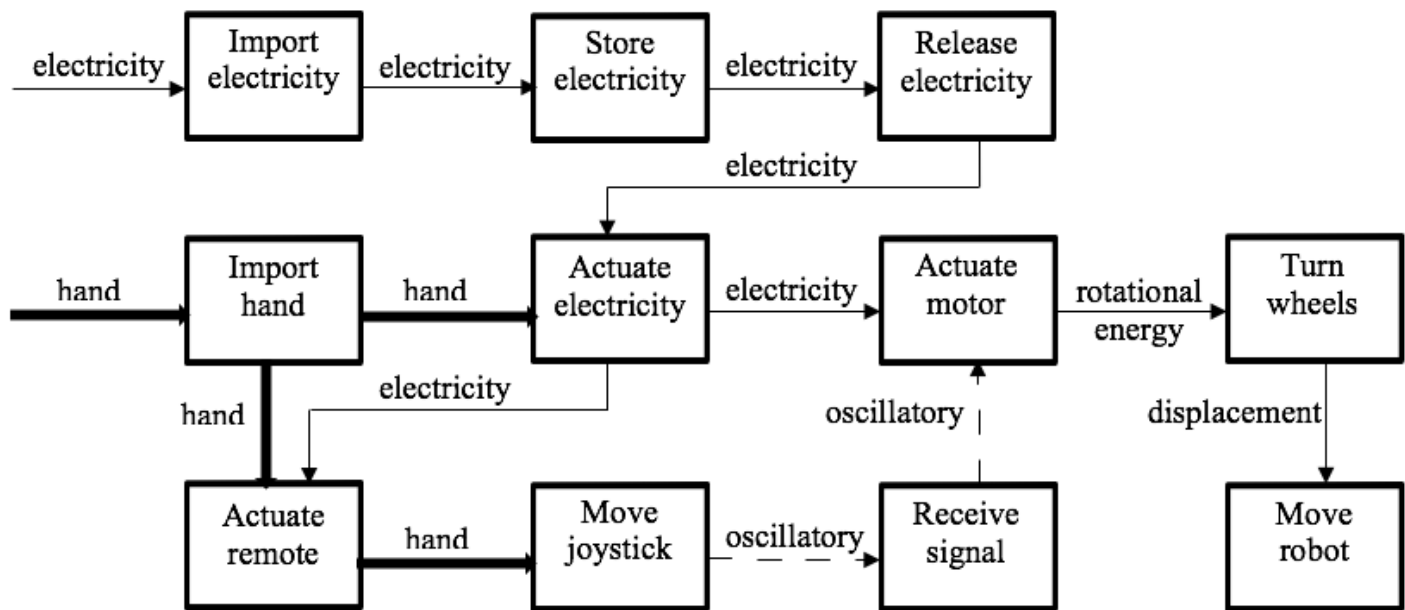 Import
electricity
Store
electricity
Release
electricity
electricity
electricity
electricity
electricity
Import
hand
Actuate
electricity
Actuate
motor
Turn
wheels
hand
hand
electricity
rotational
energy
electricity
hand
oscillatory
displacement
Actuate
remote
Move
joystick
Receive
signal
Move
robot
hand
oscillatory